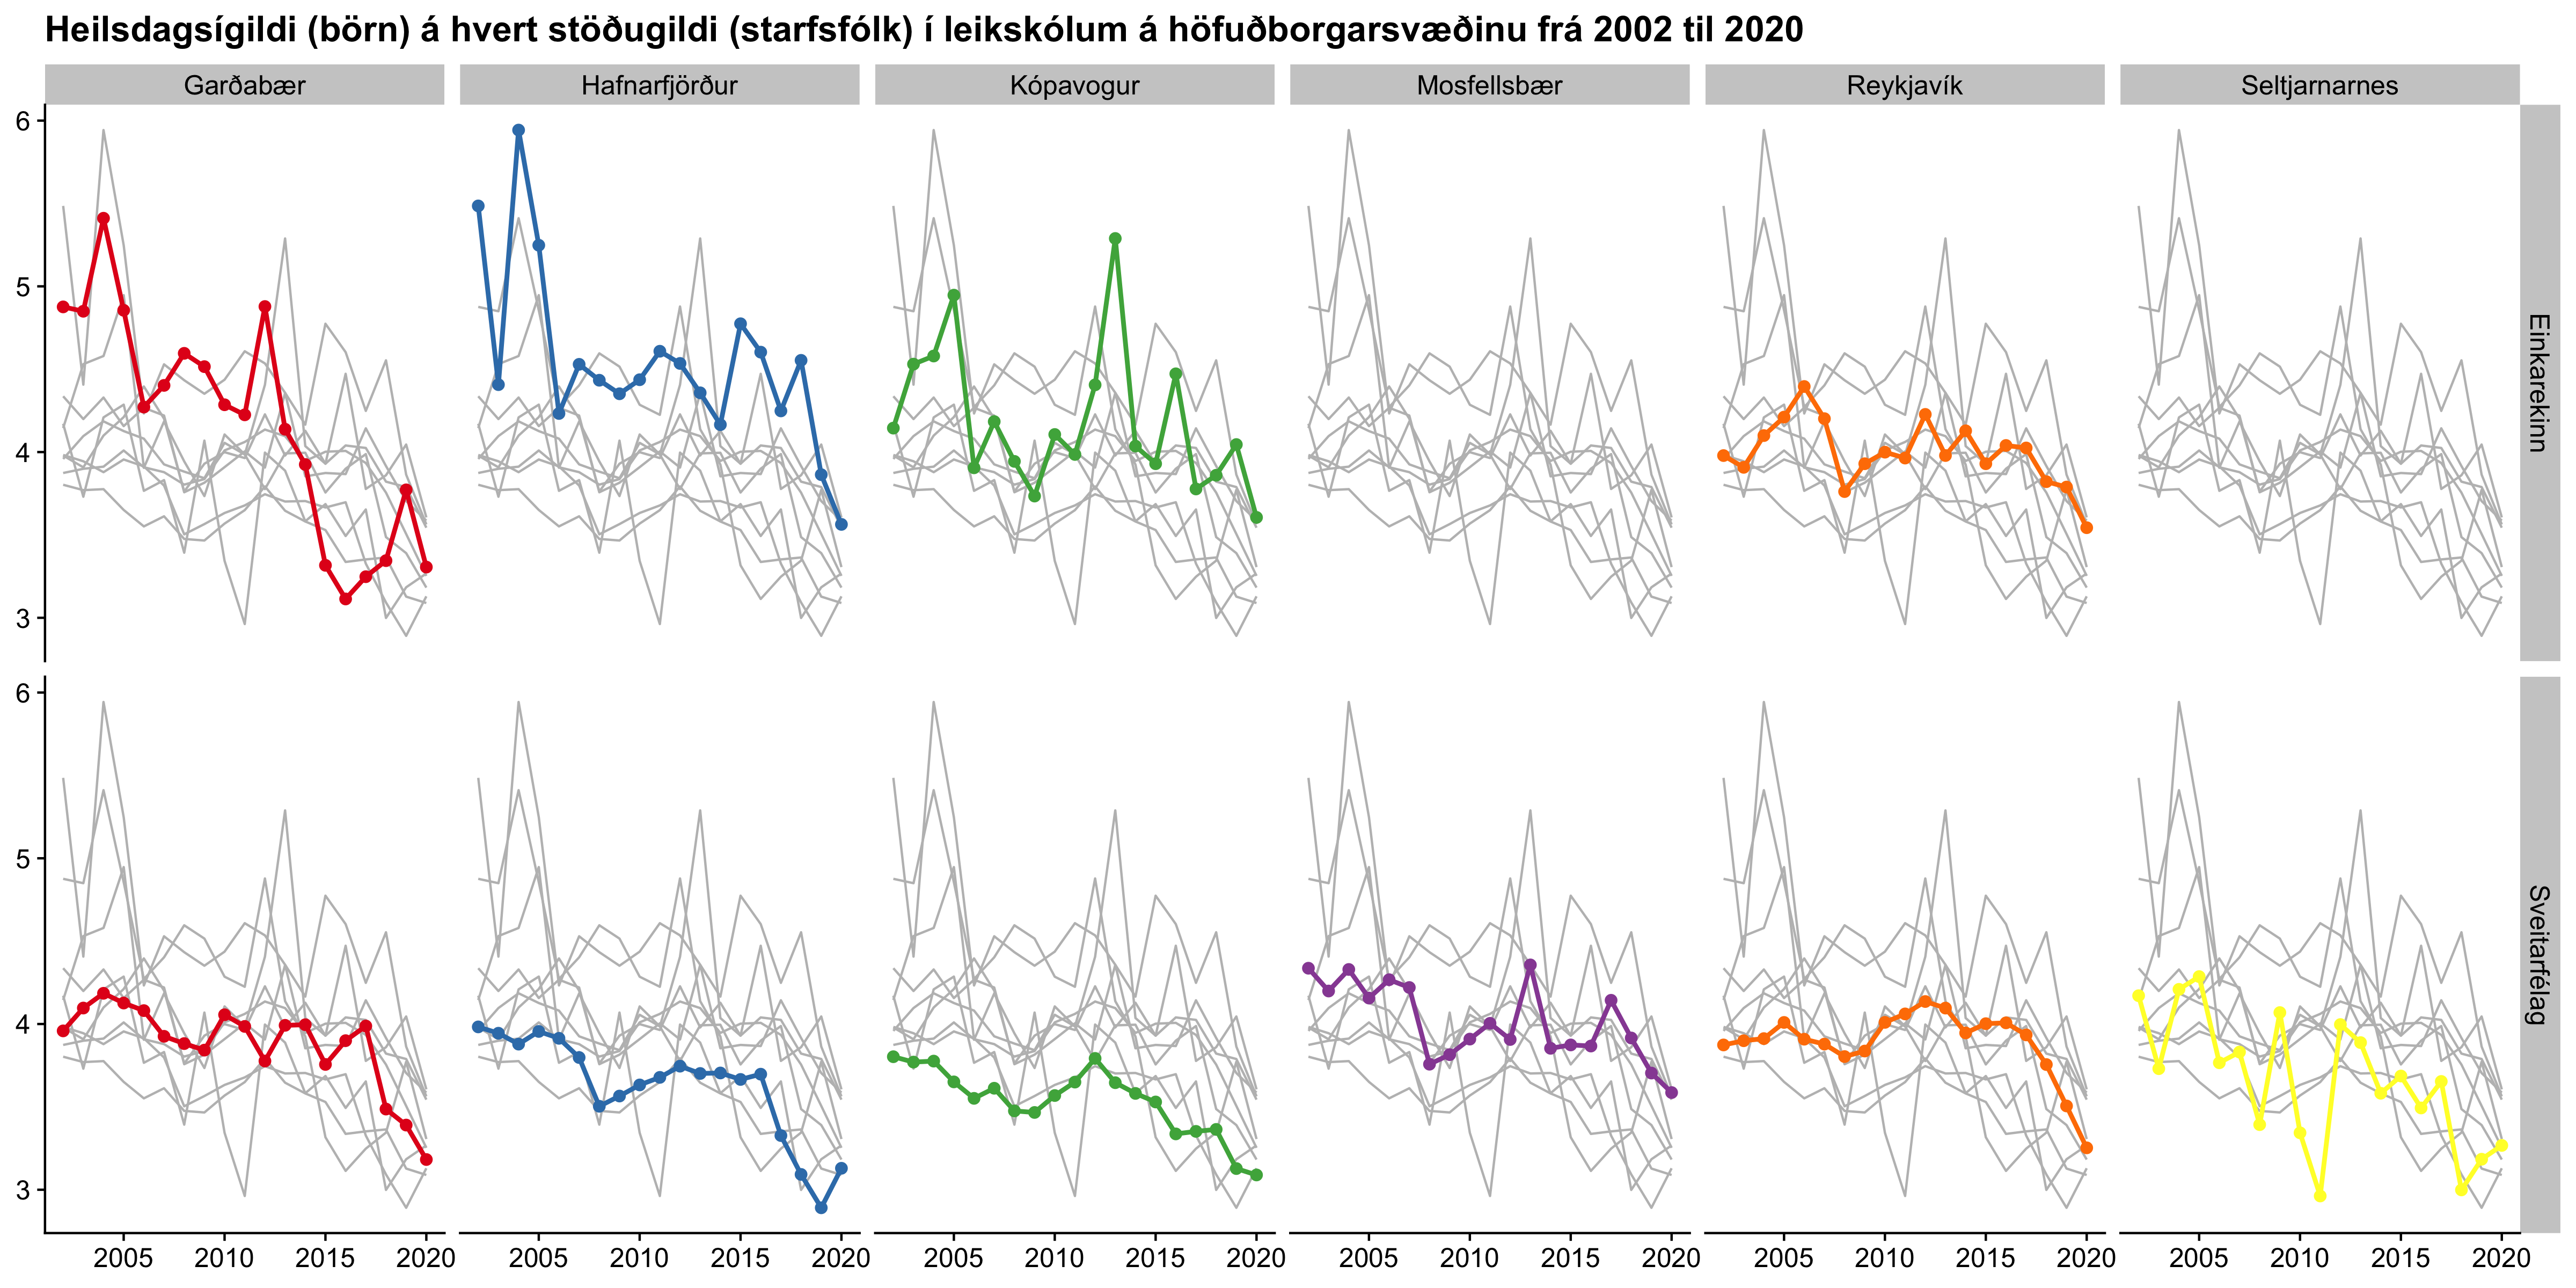 Heilsdagsígildi (börn) á hvert stöðugildi (starfsfólk) í leikskólum á höfuðborgarsvæðinu frá 2002 til 2020
Garðabær Hafnarfjörður Kópavogur Mosfellsbær Reykjavík Seltjarnarnes
6
5
4
3
Einkarekinn
6
5
4
3
Sveitarfélag
2005 2010 2015 2020 2005 2010 2015 2020 2005 2010 2015 2020 2005 2010 2015 2020 2005 2010 2015 2020 2005 2010 2015 2020